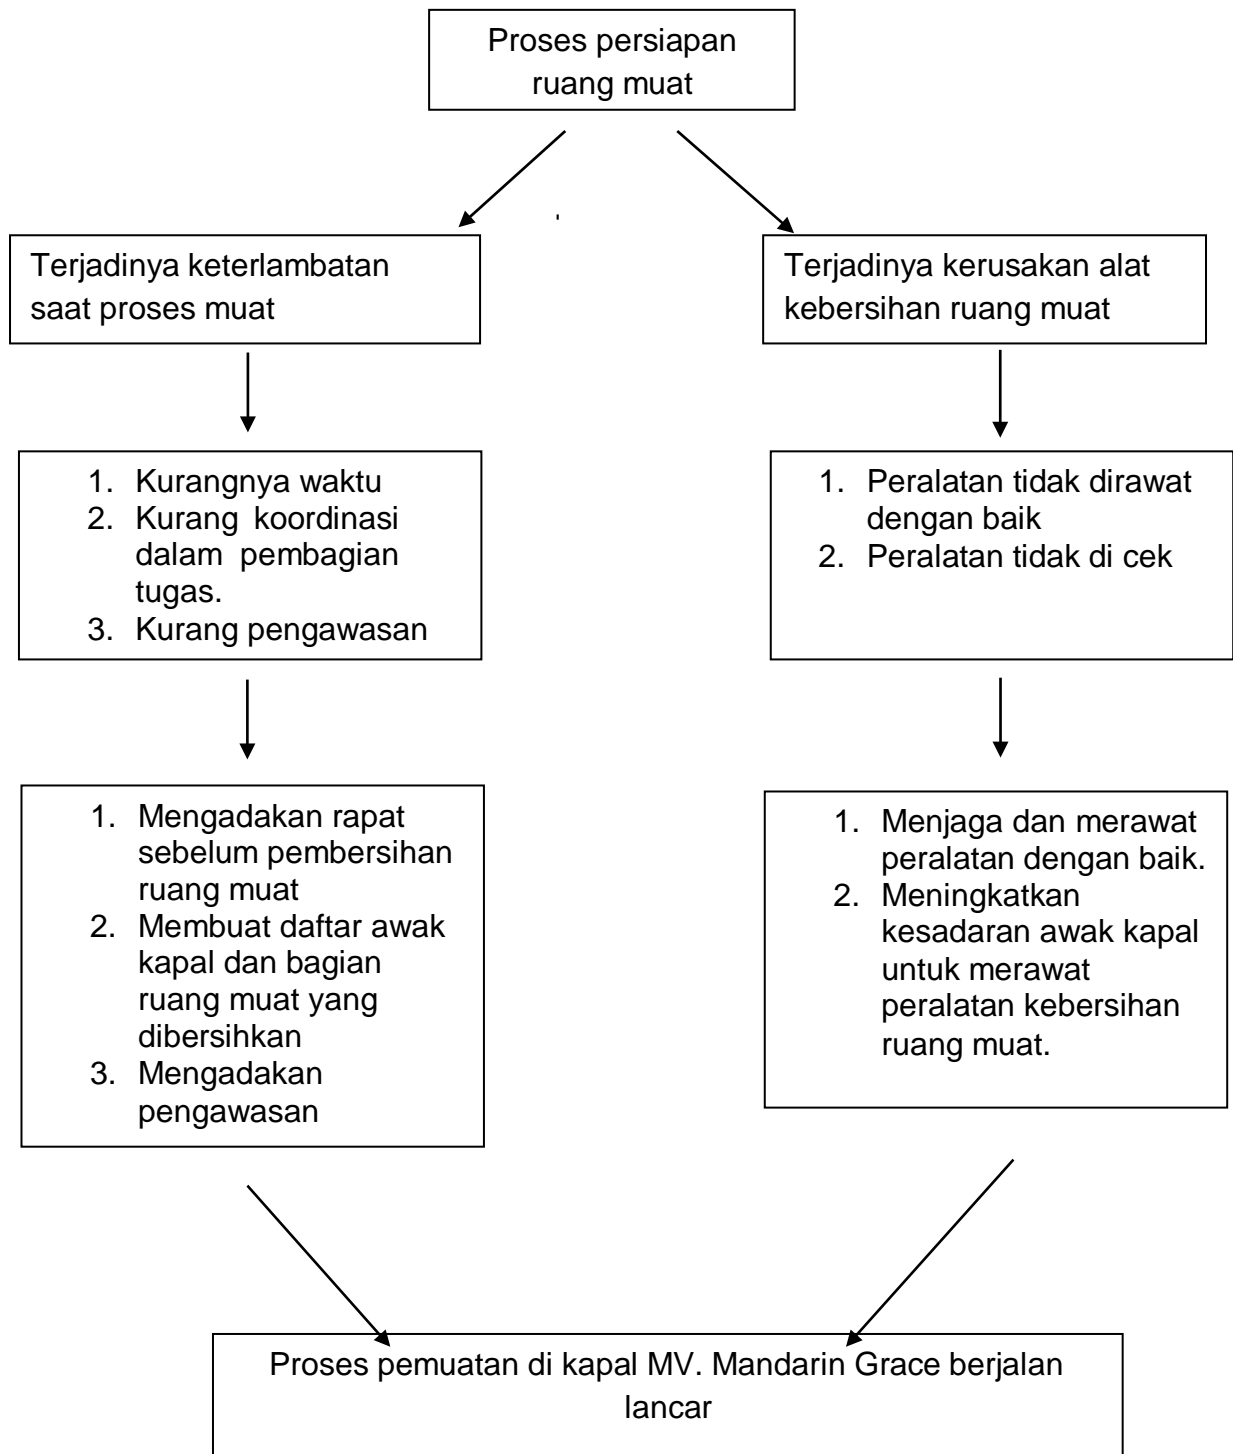 Proses persiapan
ruang muat
Terjadinya keterlambatan
saat proses muat
Terjadinya kerusakan alat
kebersihan ruang muat
1. Kurangnya waktu
2. Kurang koordinasi
dalam pembagian
tugas.
3. Kurang pengawasan
1. Peralatan tidak dirawat
dengan baik
2. Peralatan tidak di cek
1. Mengadakan rapat
sebelum pembersihan
ruang muat
2. Membuat daftar awak
kapal dan bagian
ruang muat yang
dibersihkan
3. Mengadakan
pengawasan
1. Menjaga dan merawat
peralatan dengan baik.
2. Meningkatkan
kesadaran awak kapal
untuk merawat
peralatan kebersihan
ruang muat.
Proses pemuatan di kapal MV. Mandarin Grace berjalan
lancar